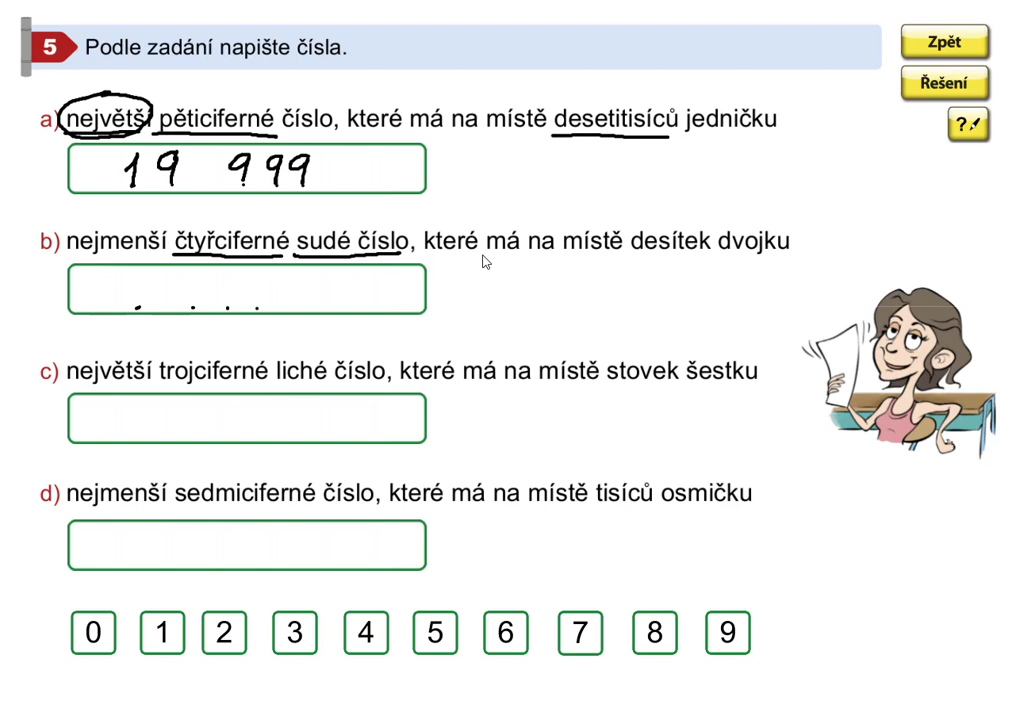 5 Podle zadání napište čísla.
Zpět
Řešení
?
a) největší pěticiferné číslo, které má na místě desetitisíců jedničku
19 999
b) nejmenší čtyřciferné sudé číslo, které má na místě desítek dvojku
c) největší trojciferné liché číslo, které má na místě stovek šestku
d) nejmenší sedmiciferné číslo, které má na místě tisíců osmičku
0 1 2 3 4 5 6 7 8 9